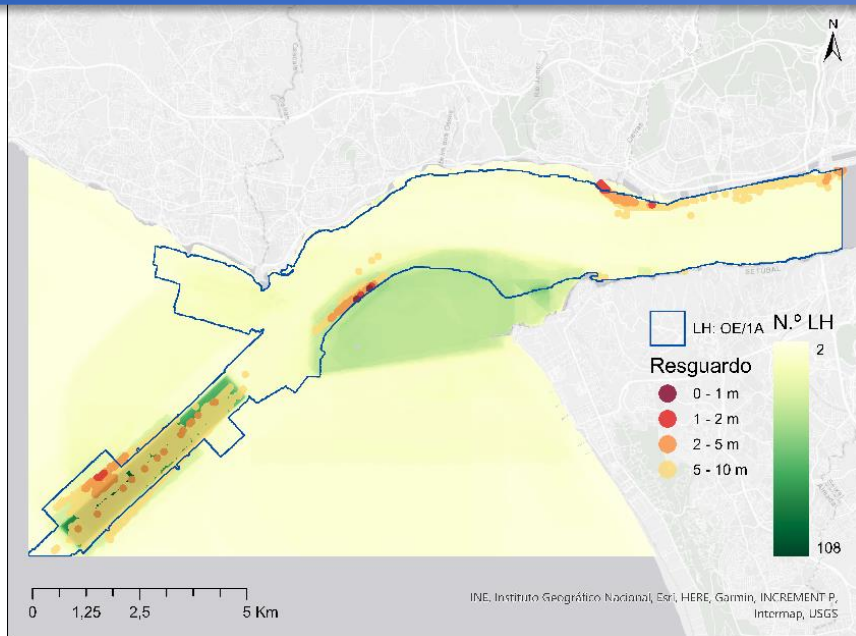 N
SETÚBAL
LH: OE/1A
N.º LH
2
108
Resguardo
0 - 1 m
1 - 2 m
2 - 5 m
5 - 10 m
0
1,25
2,5
5 Km
INE, Instituto Geográfico Nacional, Esri, HERE, Garmin, INCREMENT P,
Intermap, USGS